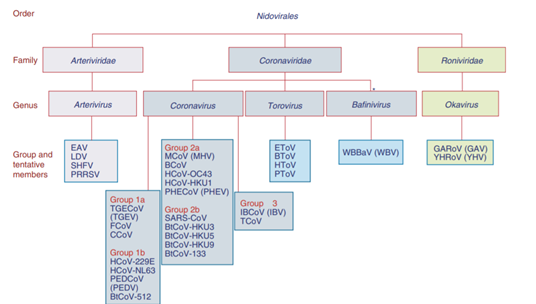 Order
Nidovirales
Family
Arteriviridae
Coronaviridae
Roniviridae
Genus
Arterivirus
Coronavirus
Torovirus
Bafinivirus
Okavirus
Group and
tentative
members
EAV
LDV
SHFV
PRRSV
Group 1a
TGECoV
(TGEV)
FCoV
CCoV
Group 1b
HCoV-229E
HCoV-NL63
PEDCoV
(PEDV)
BtCoV-512
Group 2a
MCoV (MHV)
BCoV
HCoV-OC43
HCoV-HKU1
PHECoV (PHEV)
Group 2b
SARS-CoV
BtCoV-HKU3
BtCoV-HKU5
BtCoV-HKU9
BtCoV-133
Group 3
IBCoV (IBV)
TCoV
EToV
BToV
HToV
PToV
WBBaV (WBV)
GARoV (GAV)
YHRoV (YHV)